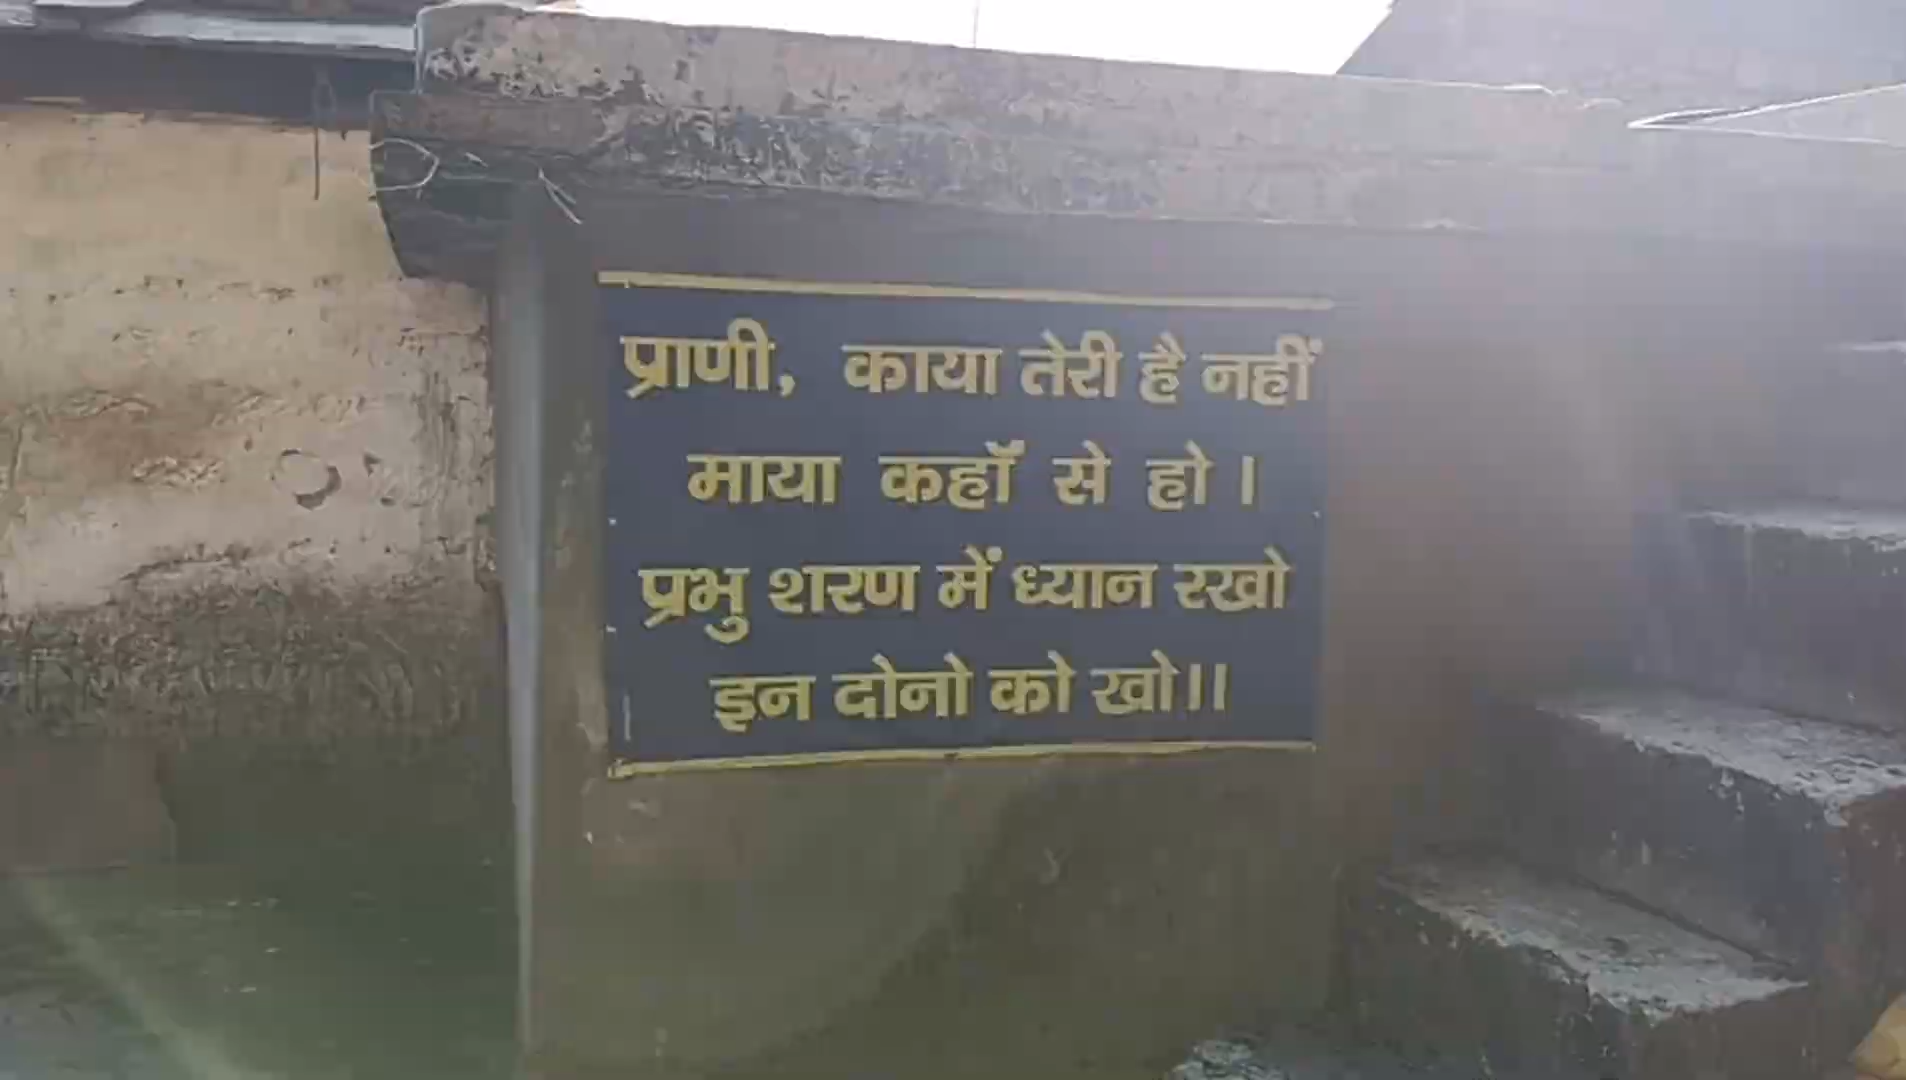 प्राणी, काया तेरी है नहीं
माया कहाॅ से हो ।
प्रभु शरण में ध्यान रखो
इन दोनो को खो।।